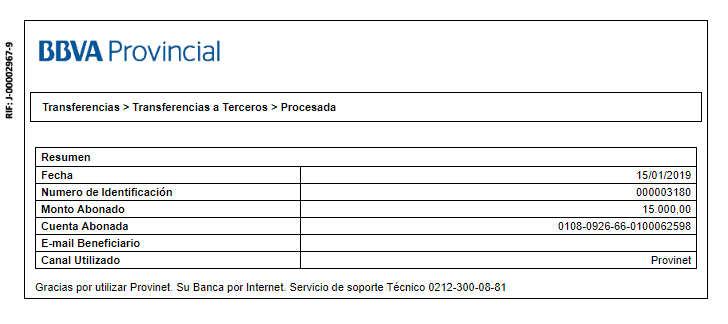 RIF: J-00002967-9
BBVA Provincial
Transferencias > Transferencias a Terceros > Procesada
Resumen
Fecha 15/01/2019
Numero de Identificación 000003180
Monto Abonado 15.000,00
Cuenta Abonada 0108-0926-66-0100062598
E-mail Beneficiario
Canal Utilizado Provinet
Gracias por utilizar Provinet. Su Banca por Internet. Servicio de soporte Técnico 0212-300-08-81